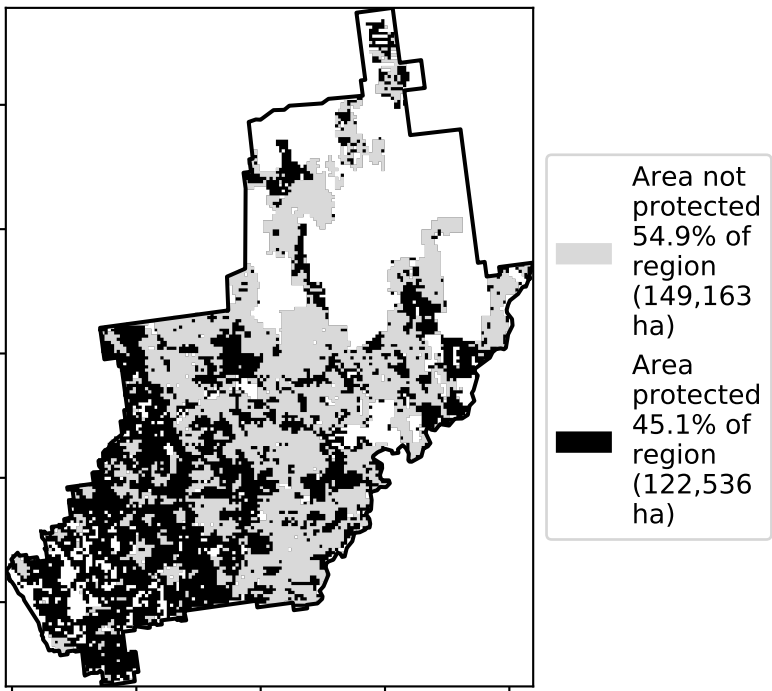 Area not
protected
54.9% of
region
(149,163
ha)
Area
protected
45.1% of
region
(122,536
ha)